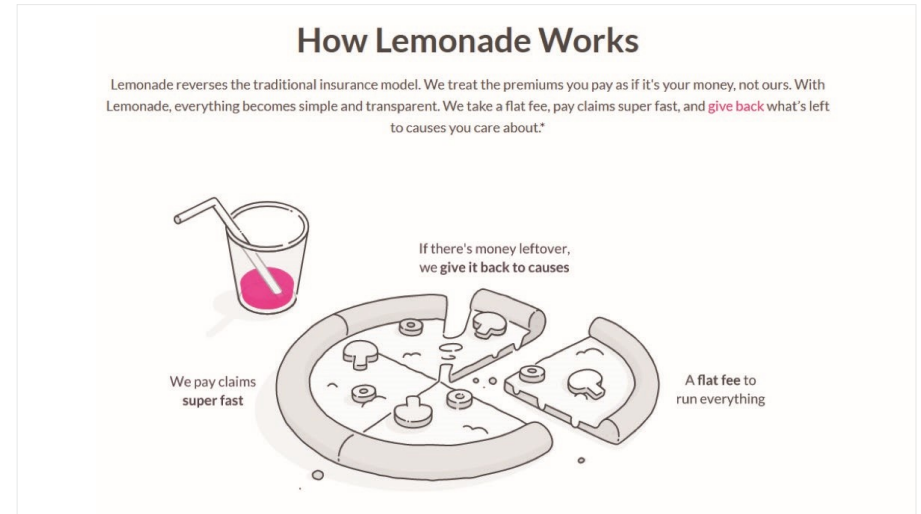 How Lemonade Works
Lemonade reverses the traditional insurance model. We treat the premiums you pay as if it's your money, not ours. With
Lemonade, everything becomes simple and transparent. We take a flat fee, pay claims super fast, and give back what's left
to causes you care about.*
If there's money leftover,
we give it back to causes
We pay claims
super fast
A flat fee to
run everything